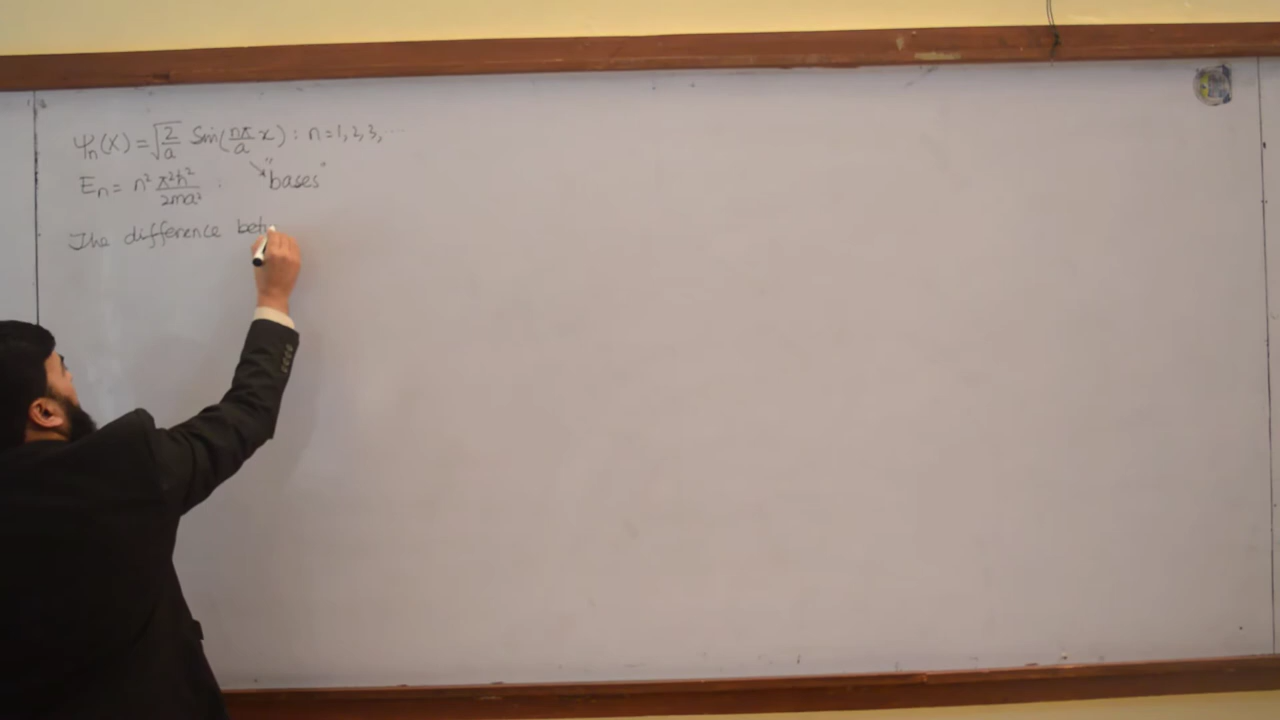 ψn(x) = √2/a Sin(nπ/a x) : n=1,2,3,...
En = n² π²ħ²/2ma² : "bases"
The difference betw